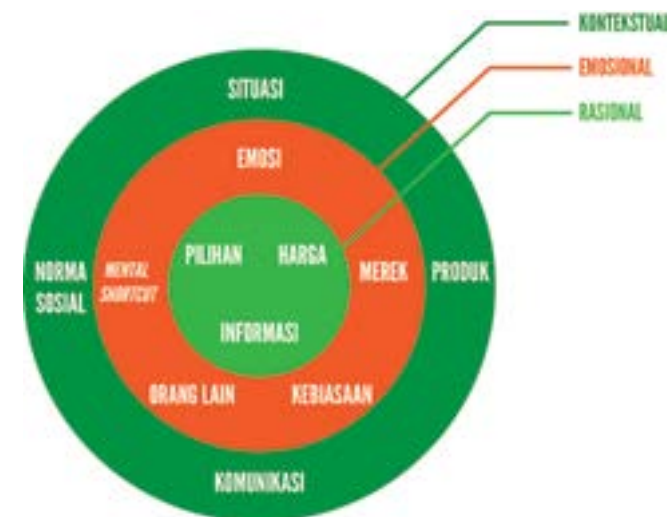 KONTEKSTUAL
EMOSIONAL
RASIONAL
SITUASI
EMOSI
PILIHAN
HARGA
NORMA
SOSIAL
MENTAL
SHORTCUT
MEREK
PRODUK
INFORMASI
ORANG LAIN
KEBIASAAN
KOMUNIKASI